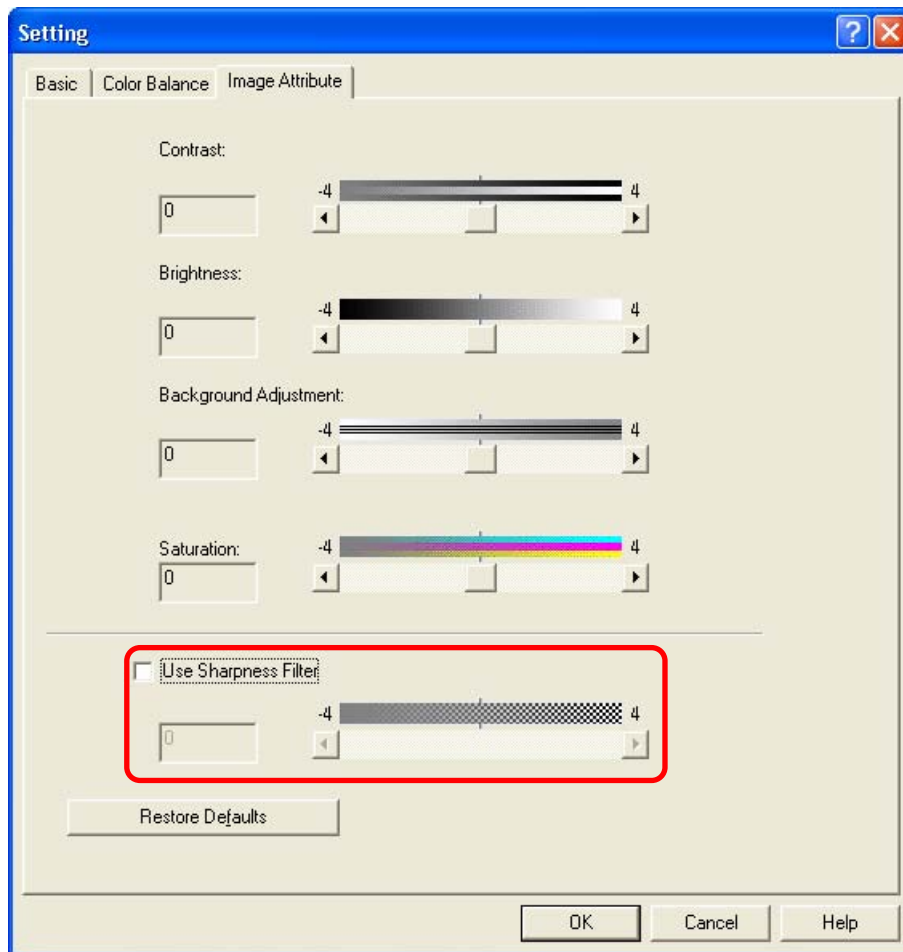 Setting
Basic
Color Balance
Image Attribute
Contrast:
0
-4
4
Brightness:
0
-4
4
Background Adjustment:
0
-4
4
Saturation:
0
-4
4
Use Sharpness Filter
0
-4
4
Restore Defaults
OK
Cancel
Help